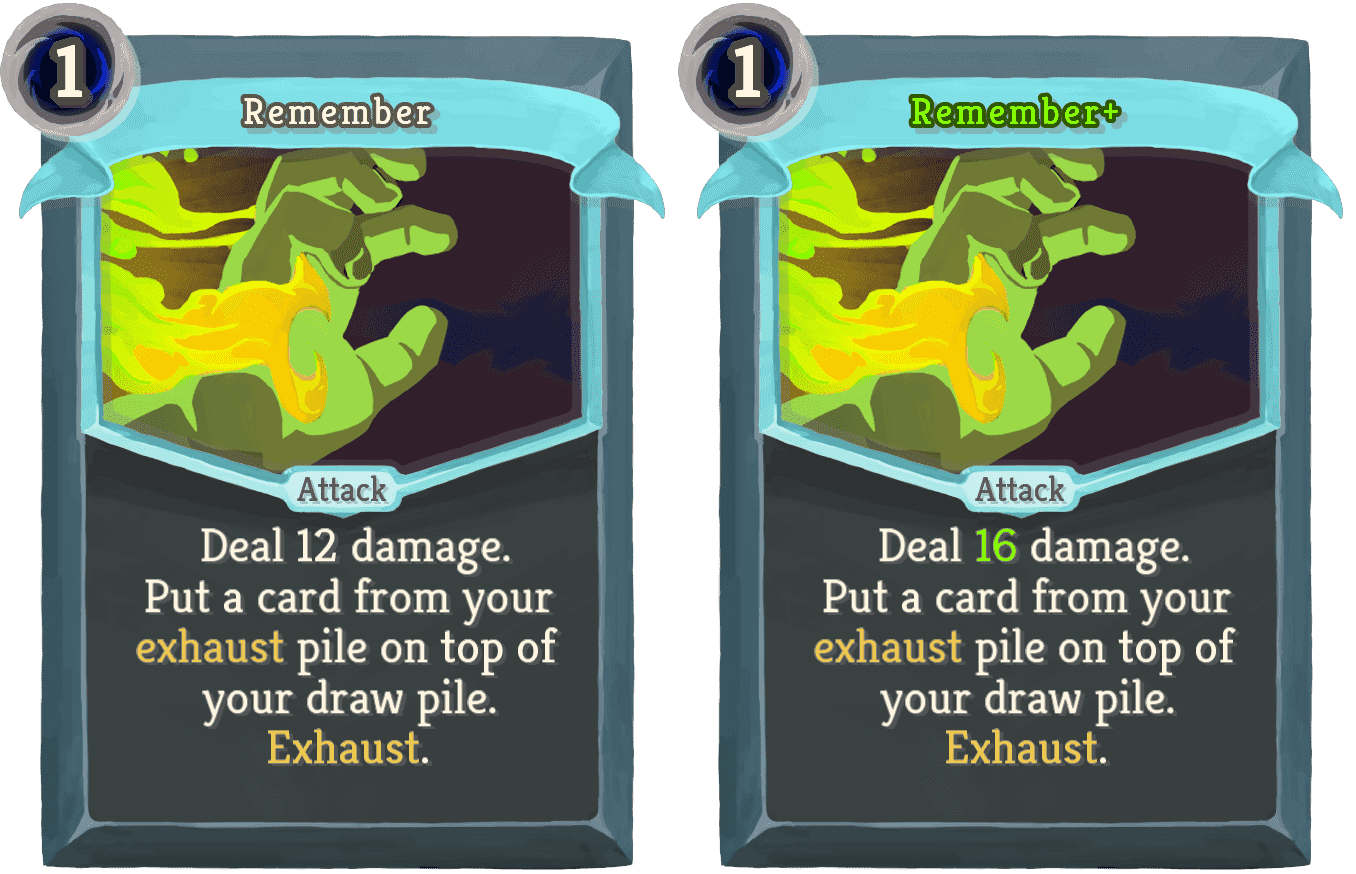 1
Remember
Attack
Deal 12 damage.
Put a card from your
exhaust pile on top of
your draw pile.
Exhaust.
1
Remember+
Attack
Deal 16 damage.
Put a card from your
exhaust pile on top of
your draw pile.
Exhaust.